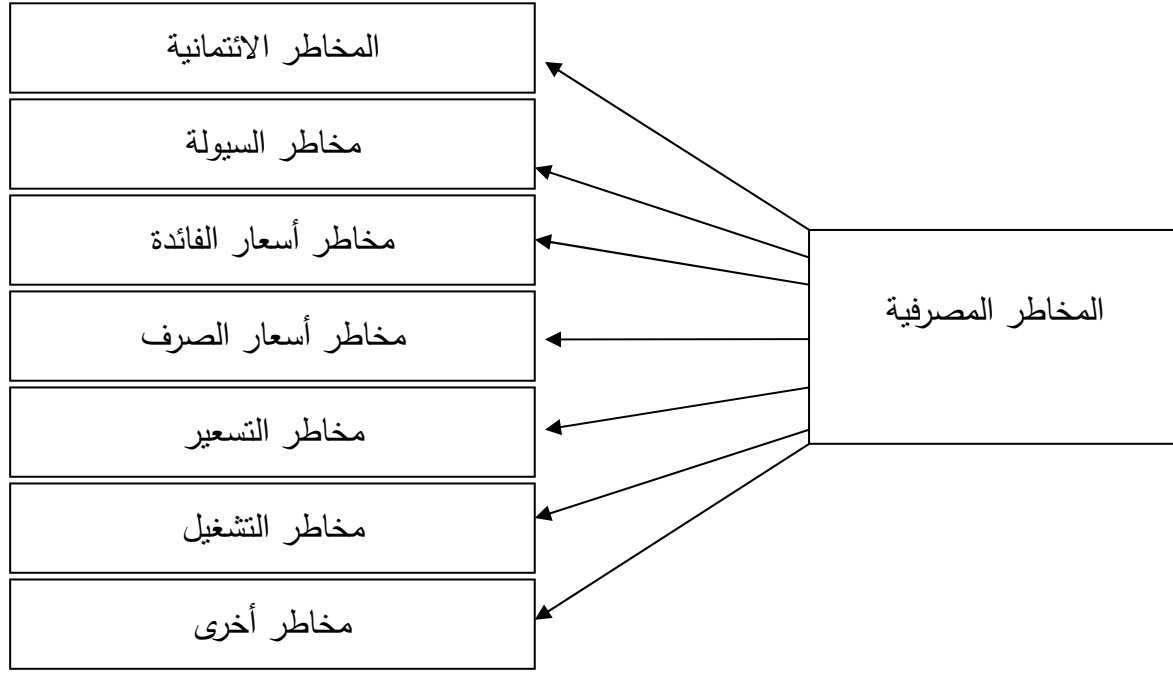 المخاطر المصرفية
المخاطر الائتمانية
مخاطر السيولة
مخاطر أسعار الفائدة
مخاطر أسعار الصرف
مخاطر التسعير
مخاطر التشغيل
مخاطر أخرى